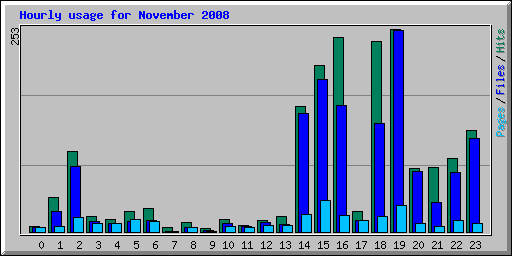 Hourly usage for November 2008
253
Pages / Files / Hits
0 1 2 3 4 5 6 7 8 9 10 11 12 13 14 15 16 17 18 19 20 21 22 23